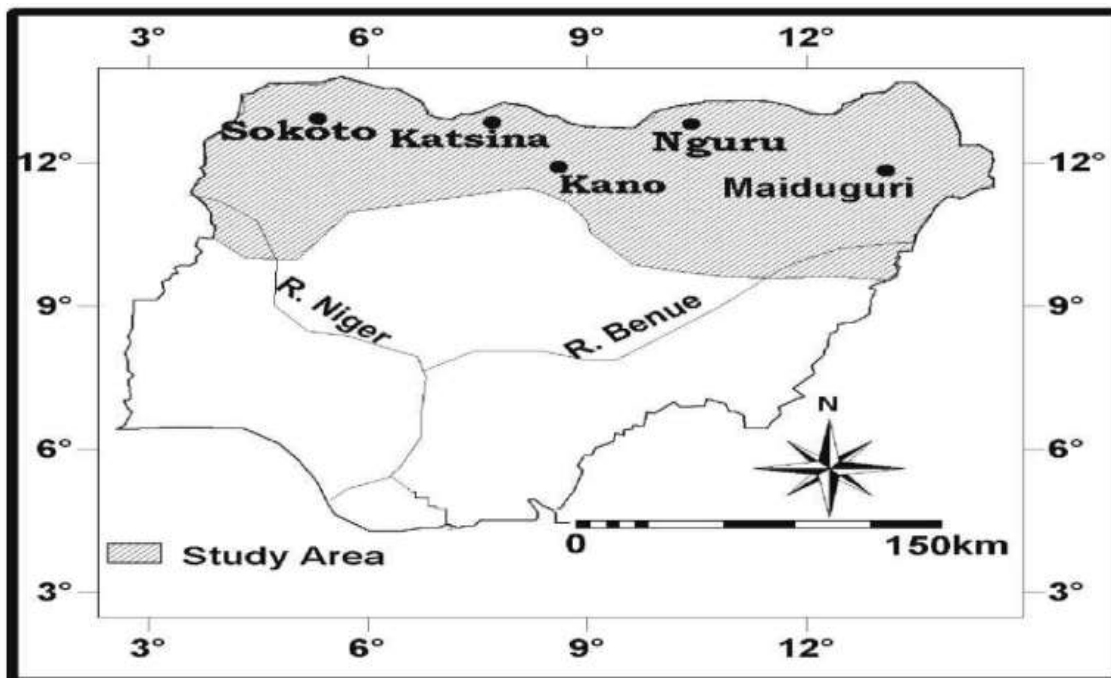 3° 6° 9° 12°
Sokoto Katsina Nguru
12° 12°
Kano Maiduguri
9° R. Niger R. Benue 9°
N
6° 6°
0 150km
Study Area
3° 3°
3° 6° 9° 12°